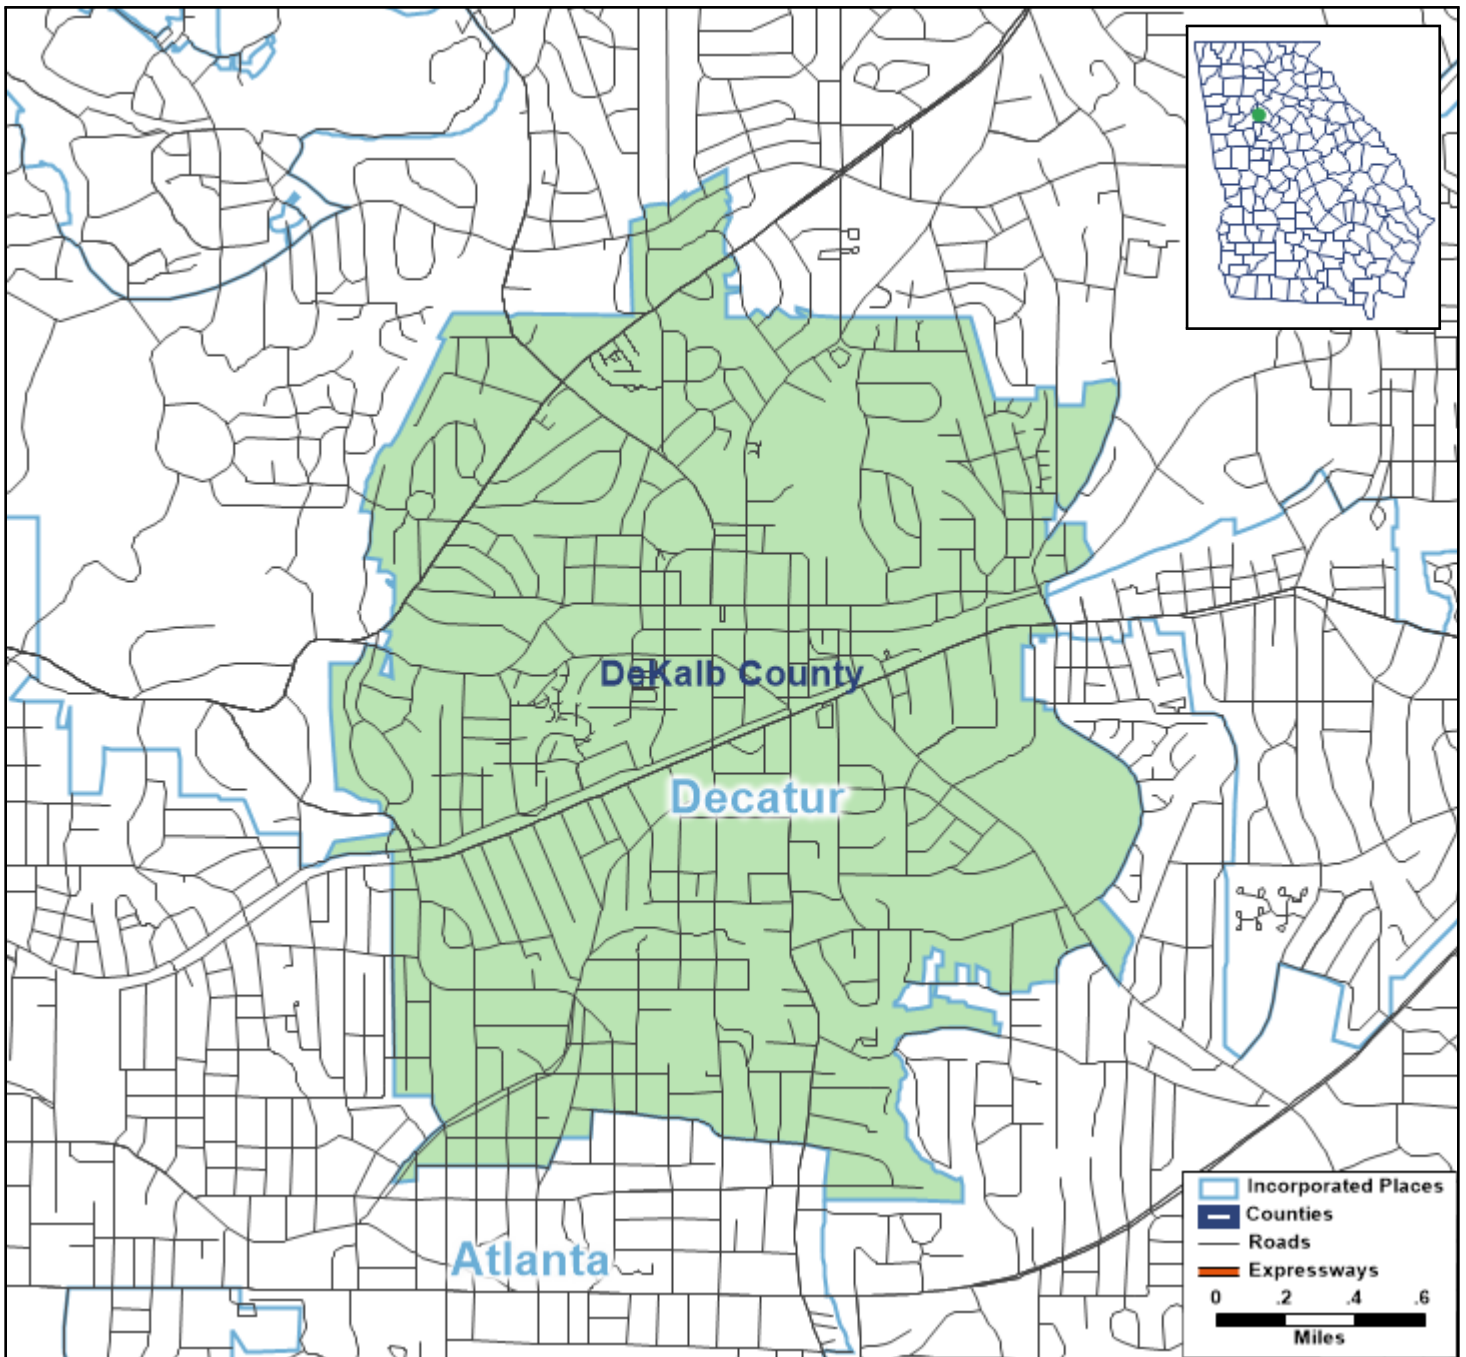 DeKalb County
Decatur
Atlanta
Incorporated Places
Counties
Roads
Expressways
0 .2 .4 .6
Miles